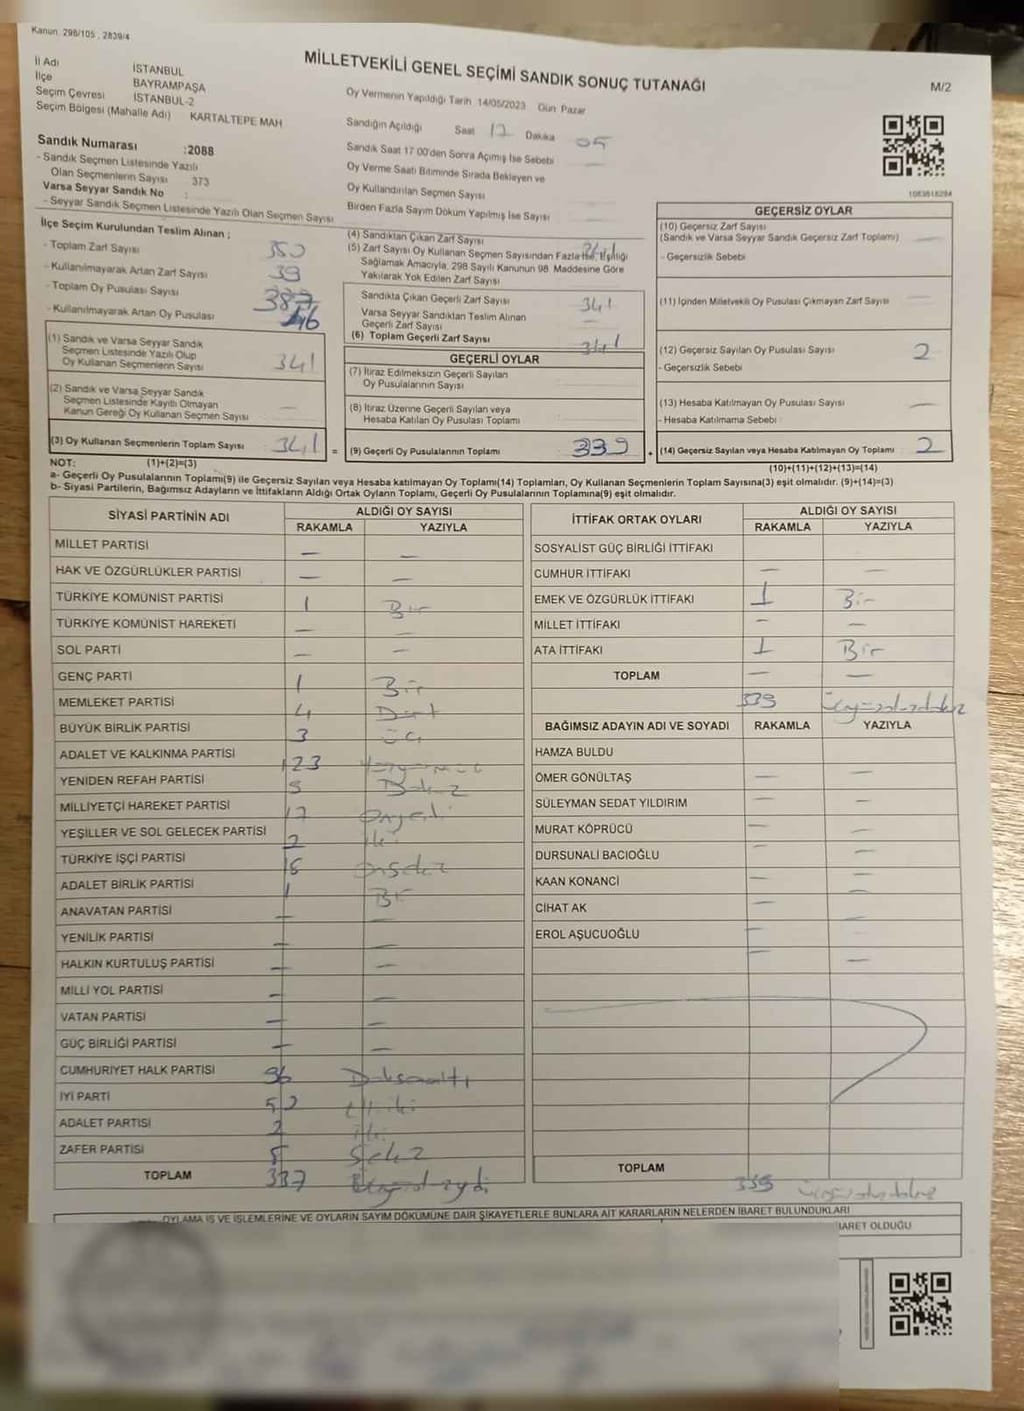 Kanun. 298/105 , 2839/4
MİLLETVEKİLİ GENEL SEÇİMİ SANDIK SONUÇ TUTANAĞI
M/2
İl Adı İSTANBUL
İlçe BAYRAMPAŞA
Seçim Çevresi İSTANBUL-2
Seçim Bölgesi (Mahalle Adı) KARTALTEPE MAH
Sandık Numarası :2088
- Sandık Seçmen Listesinde Yazılı
Olan Seçmenlerin Sayısı 373
Varsa Seyyar Sandık No :
- Seyyar Sandık Seçmen Listesinde Yazılı Olan Seçmen Sayısı
Oy Vermenin Yapıldığı Tarih 14/05/2023 Gün Pazar
Sandığın Açıldığı Saat 17 Dakika 05
Sandık Saat 17:00'den Sonra Açımış İse Sebebi
Oy Verme Saati Bitiminde Sırada Bekleyen ve
Oy Kullandırılan Seçmen Sayısı
Birden Fazla Sayım Döküm Yapılmış İse Sayısı
1083618294
İlçe Seçim Kurulundan Teslim Alınan ;
- Toplam Zarf Sayısı 380
- Kullanılmayarak Artan Zarf Sayısı 39
- Toplam Oy Pusulası Sayısı 387
- Kullanılmayarak Artan Oy Pusulası 46
(1) Sandık ve Varsa Seyyar Sandık
Seçmen Listesinde Yazılı Olup
Oy Kullanan Seçmenlerin Sayısı 341
(2) Sandık ve Varsa Seyyar Sandık
Seçmen Listesinde Kayıtlı Olmayan
Kanun Gereği Oy Kullanan Seçmen Sayısı —
(3) Oy Kullanan Seçmenlerin Toplam Sayısı 341
(1)+(2)=(3)
(4) Sandıktan Çıkan Zarf Sayısı 341
(5) Zarf Sayısı Oy Kullanan Seçmen Sayısından Fazla ise, Eşitliği
Sağlamak Amacıyla, 298 Sayılı Kanunun 98. Maddesine Göre
Yakılarak Yok Edilen Zarf Sayısı —
Sandıkta Çıkan Geçerli Zarf Sayısı 341
Varsa Seyyar Sandıktan Teslim Alınan
Geçerli Zarf Sayısı —
(6) Toplam Geçerli Zarf Sayısı 341
GEÇERLİ OYLAR
(7) İtiraz Edilmeksizin Geçerli Sayılan
Oy Pusulalarının Sayısı
(8) İtiraz Üzerine Geçerli Sayılan veya
Hesaba Katılan Oy Pusulaları Toplamı
= (9) Geçerli Oy Pusulalarının Toplamı 339 +
GEÇERSİZ OYLAR
(10) Geçersiz Zarf Sayısı
(Sandık ve Varsa Seyyar Sandık Geçersiz Zarf Toplamı) —
- Geçersizlik Sebebi
(11) İçinden Milletvekili Oy Pusulası Çıkmayan Zarf Sayısı —
(12) Geçersiz Sayılan Oy Pusulası Sayısı 2
- Geçersizlik Sebebi
(13) Hesaba Katılmayan Oy Pusulası Sayısı —
- Hesaba Katılmama Sebebi
(14) Geçersiz Sayılan veya Hesaba Katılmayan Oy Toplamı 2
(10)+(11)+(12)+(13)=(14)
NOT:
a- Geçerli Oy Pusulalarının Toplamı(9) ile Geçersiz Sayılan veya Hesaba katılmayan Oy Toplamı(14) Toplamları, Oy Kullanan Seçmenlerin Toplam Sayısına(3) eşit olmalıdır. (9)+(14)=(3)
b- Siyasi Partilerin, Bağımsız Adayların ve İttifakların Aldığı Ortak Oyların Toplamı, Geçerli Oy Pusulalarının Toplamına(9) eşit olmalıdır.
SİYASİ PARTİNİN ADI ALDIĞI OY SAYISI
RAKAMLA YAZIYLA
MİLLET PARTİSİ — —
HAK VE ÖZGÜRLÜKLER PARTİSİ — —
TÜRKİYE KOMÜNİST PARTİSİ 1 Bir
TÜRKİYE KOMÜNİST HAREKETİ — —
SOL PARTİ — —
GENÇ PARTİ 1 Bir
MEMLEKET PARTİSİ 4 Dört
BÜYÜK BİRLİK PARTİSİ 3 üç
ADALET VE KALKINMA PARTİSİ 123
YENİDEN REFAH PARTİSİ
MİLLİYETÇİ HAREKET PARTİSİ 17 onyedi
YEŞİLLER VE SOL GELECEK PARTİSİ 2 iki
TÜRKİYE İŞÇİ PARTİSİ 18 onsekiz
ADALET BİRLİK PARTİSİ 1 Bir
ANAVATAN PARTİSİ — —
YENİLİK PARTİSİ — —
HALKIN KURTULUŞ PARTİSİ — —
MİLLİ YOL PARTİSİ — —
VATAN PARTİSİ — —
GÜÇ BİRLİĞİ PARTİSİ — —
CUMHURİYET HALK PARTİSİ 96 Doksanaltı
İYİ PARTİ 52 Elliiki
ADALET PARTİSİ 2 iki
ZAFER PARTİSİ 8 Sekiz
TOPLAM 337 üçyüzotuzyedi
İTTİFAK ORTAK OYLARI ALDIĞI OY SAYISI
RAKAMLA YAZIYLA
SOSYALİST GÜÇ BİRLİĞİ İTTİFAKI
CUMHUR İTTİFAKI — —
EMEK VE ÖZGÜRLÜK İTTİFAKI 1 Bir
MİLLET İTTİFAKI — —
ATA İTTİFAKI 1 Bir
TOPLAM — —
339 üçyüzotuzdokuz
BAĞIMSIZ ADAYIN ADI VE SOYADI RAKAMLA YAZIYLA
HAMZA BULDU
ÖMER GÖNÜLTAŞ — —
SÜLEYMAN SEDAT YILDIRIM — —
MURAT KÖPRÜCÜ — —
DURSUNALİ BACIOĞLU — —
KAAN KONANCİ —
CİHAT AK —
EROL AŞUCUOĞLU —
— —
TOPLAM 339 üçyüzotuzdokuz
OYLAMA İŞ VE İŞLEMLERİNE VE OYLARIN SAYIM DÖKÜMÜNE DAİR ŞİKAYETLERLE BUNLARA AİT KARARLARIN NELERDEN İBARET BULUNDUKLARI
İBARET OLDUĞU